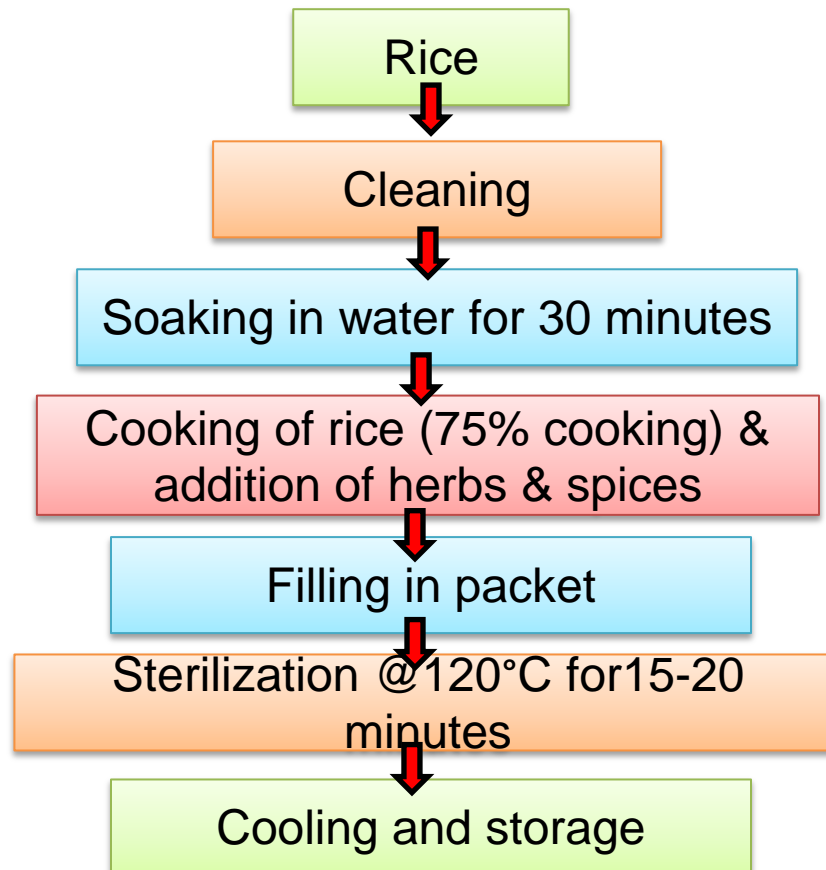 Rice
Cleaning
Soaking in water for 30 minutes
Cooking of rice (75% cooking) &
addition of herbs & spices
Filling in packet
Sterilization @120°C for15-20
minutes
Cooling and storage